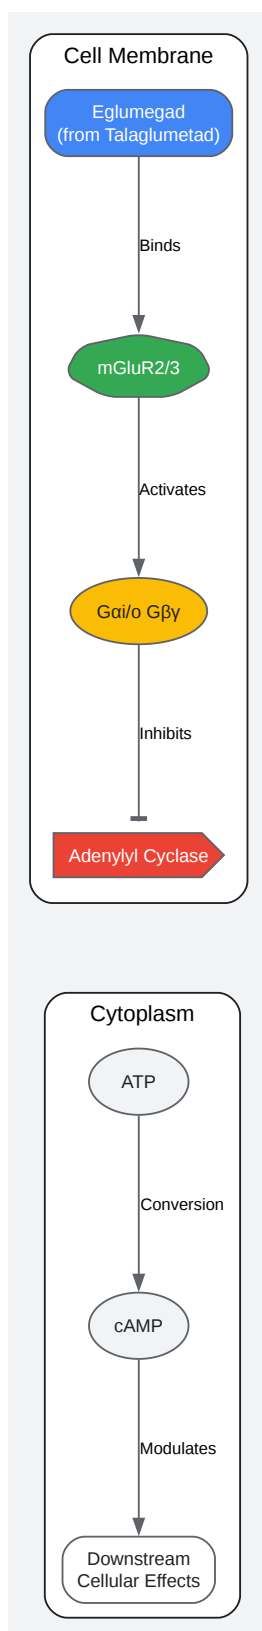 Cell Membrane
Eglumegad
(from Talaglumetad)
Binds
mGluR2/3
Activates
Gαi/o Gβγ
Inhibits
Adenylyl Cyclase
Cytoplasm
ATP
Conversion
cAMP
Modulates
Downstream
Cellular Effects